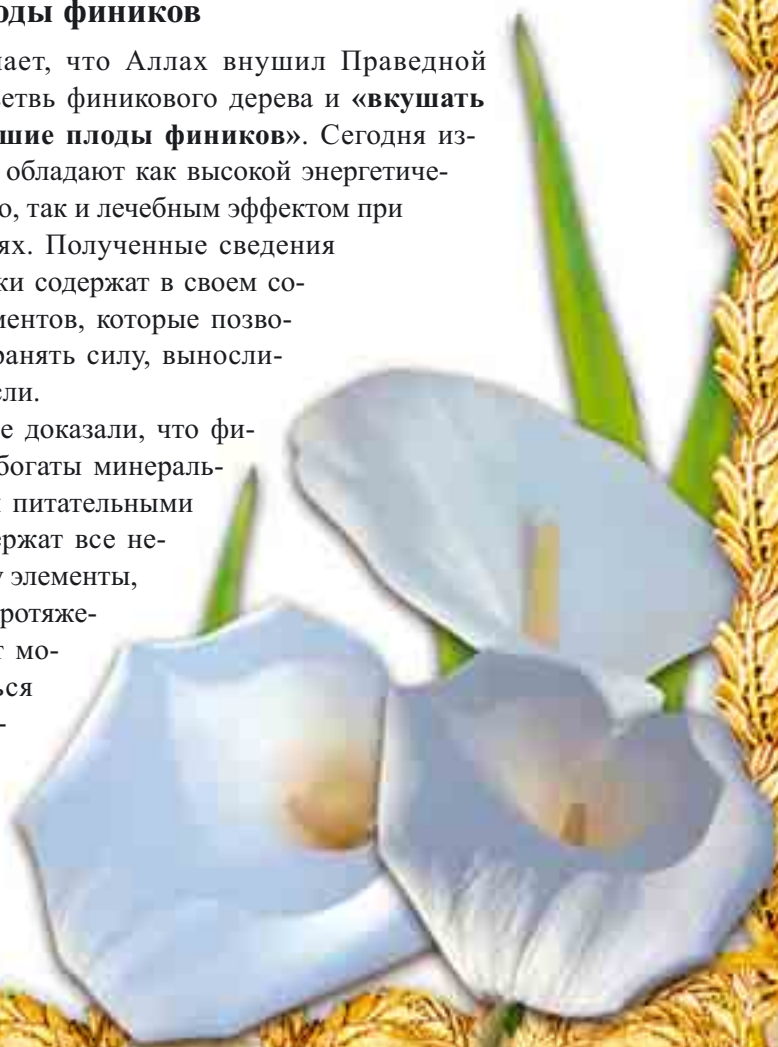 оды фиников
ает, что Аллах внушил Праведной
етвь финикового дерева и «вкушать
шие плоды фиников». Сегодня из-
обладают как высокой энергетиче-
о, так и лечебным эффектом при
ях. Полученные сведения
ки содержат в своем со-
ментов, которые позво-
ранять силу, выносли-
сли.
е доказали, что фи-
богаты минераль-
питательными
ержат все не-
у элементы,
ротяже-
т мо-
ься
-